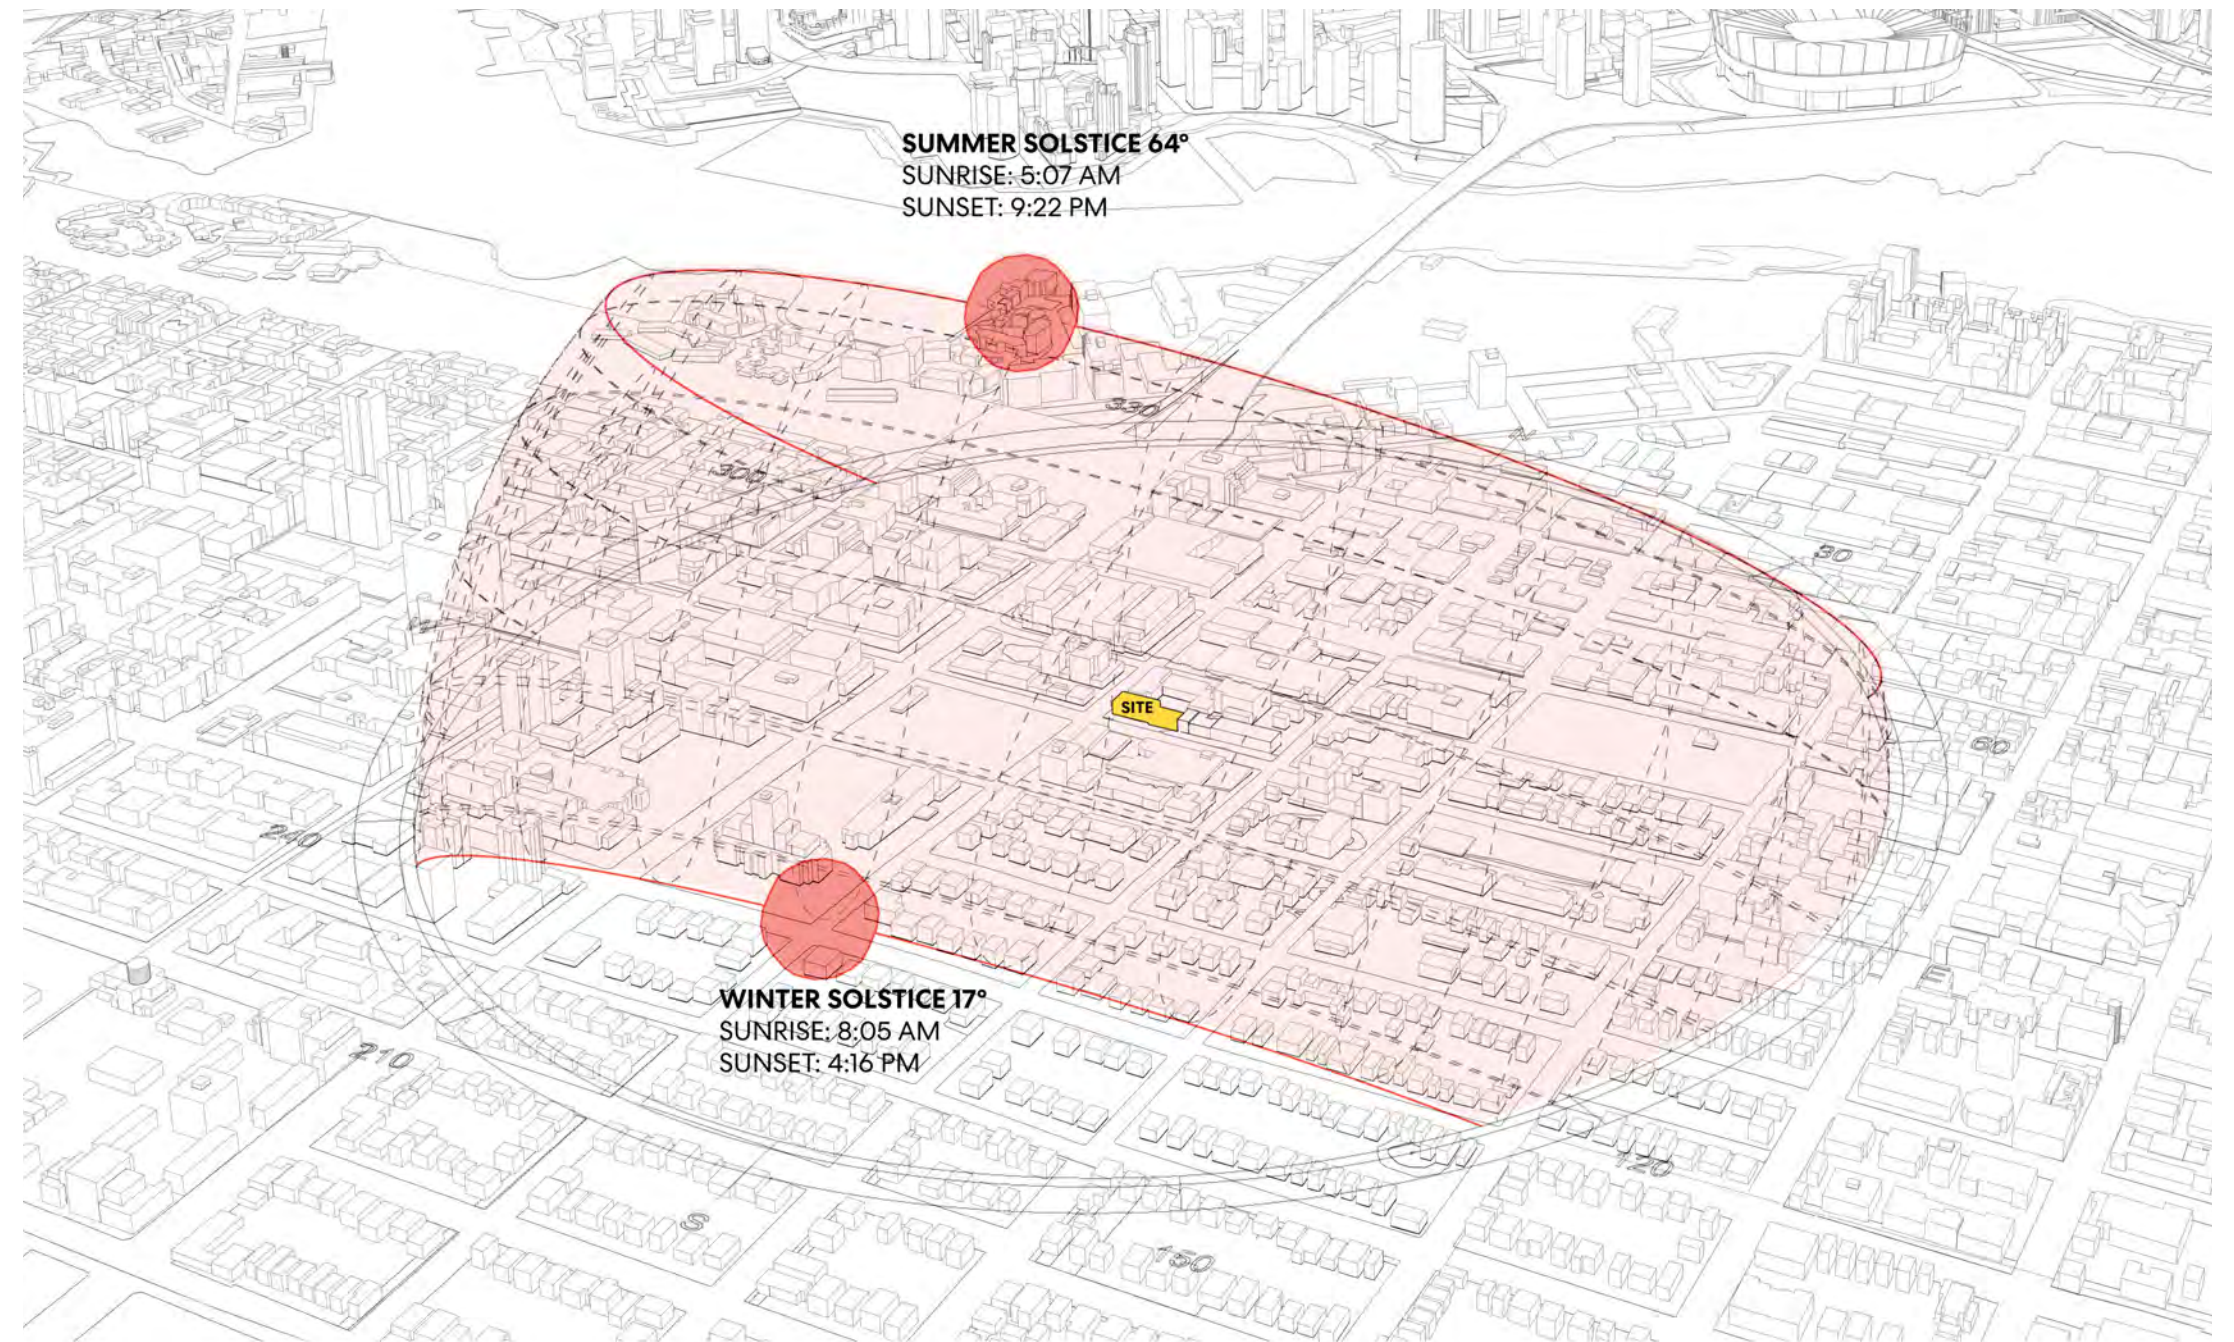 SUMMER SOLSTICE 64°
SUNRISE: 5:07 AM
SUNSET: 9:22 PM
330
300
30
SITE
60
240
E
WINTER SOLSTICE 17°
SUNRISE: 8:05 AM
SUNSET: 4:16 PM
210
120
S
150